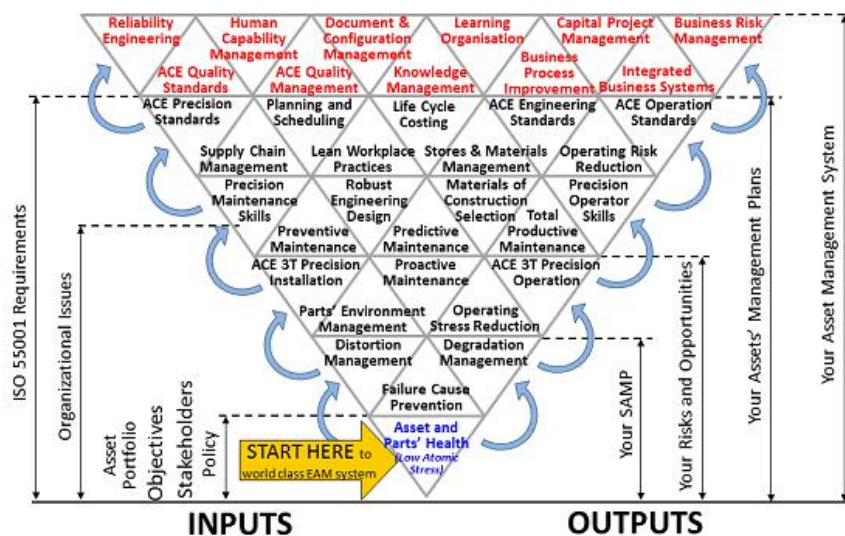 Reliability
Engineering
Human
Capability
Management
Document &
Configuration
Management
Learning
Organisation
Capital Project
Management
Business Risk
Management
ACE Quality
Standards
ACE Quality
Management
Knowledge
Management
Business
Process
Improvement
Integrated
Business Systems
ACE Precision
Standards
Planning and
Scheduling
Life Cycle
Costing
ACE Engineering
Standards
ACE Operation
Standards
Supply Chain
Management
Lean Workplace
Practices
Stores & Materials
Management
Operating Risk
Reduction
Precision
Maintenance
Skills
Robust
Engineering
Design
Materials of
Construction
Selection
Precision
Operator
Skills
Preventive
Maintenance
Predictive
Maintenance
Total
Productive
Maintenance
ACE 3T Precision
Installation
Proactive
Maintenance
ACE 3T Precision
Operation
Parts' Environment
Management
Operating
Stress Reduction
Distortion
Management
Degradation
Management
Failure Cause
Prevention
Asset and
Parts' Health
(Low Atomic
Stress)
START HERE to
world class EAM system
ISO 55001 Requirements
Organizational Issues
Asset
Portfolio
Objectives
Stakeholders
Policy
Your SAMP
Your Risks and Opportunities
Your Assets' Management Plans
Your Asset Management System
INPUTS
OUTPUTS